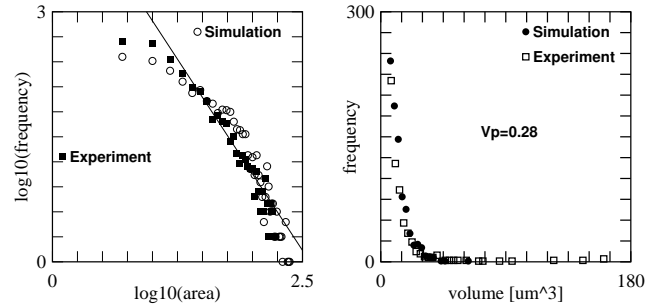 3
Simulation
Experiment
log10(frequency)
0
0
2.5
log10(area)
300
Simulation
Experiment
Vp=0.28
frequency
0
0
180
volume [um^3]